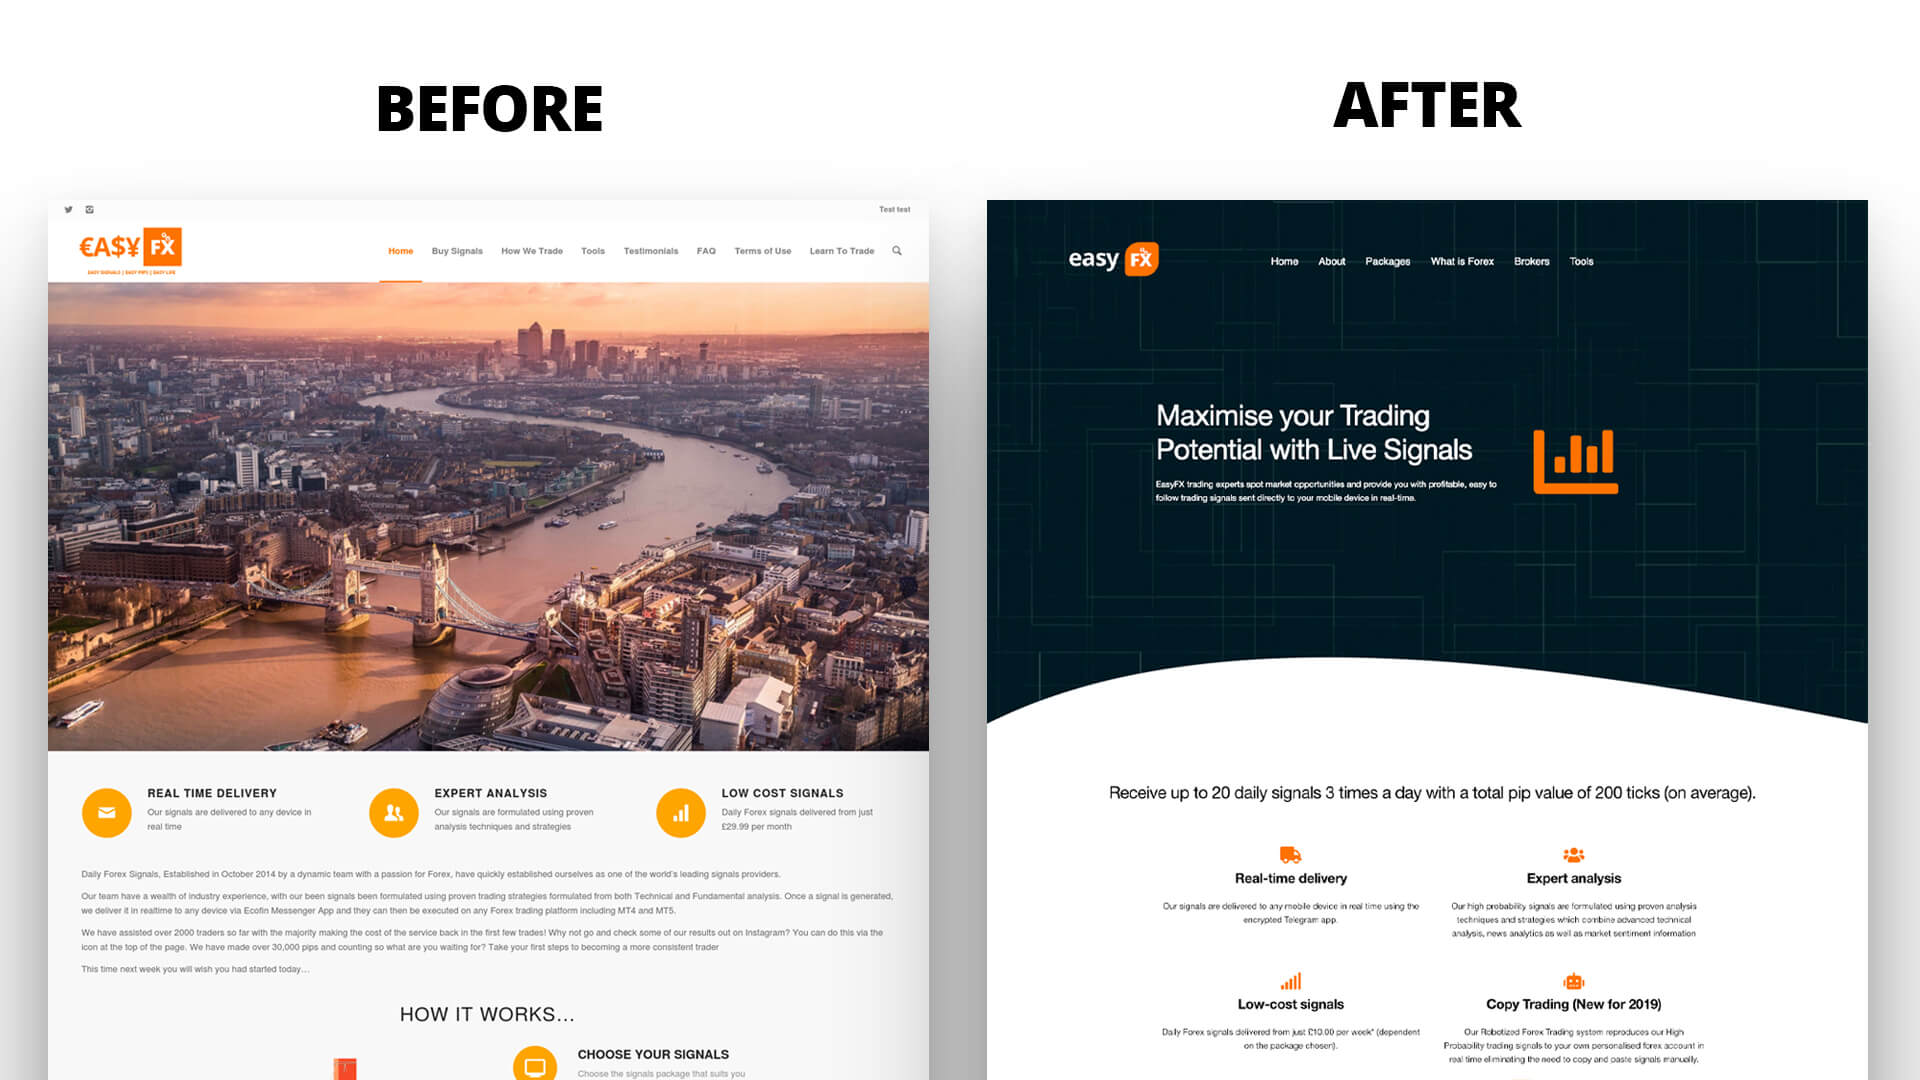 BEFORE
AFTER
Test test
€A$¥ FX
EASY SIGNALS | EASY PIPS | EASY LIFE
Home Buy Signals How We Trade Tools Testimonials FAQ Terms of Use Learn To Trade
REAL TIME DELIVERY
Our signals are delivered to any device in
real time
EXPERT ANALYSIS
Our signals are formulated using proven
analysis techniques and strategies
LOW COST SIGNALS
Daily Forex signals delivered from just
£29.99 per month
Daily Forex Signals, Established in October 2014 by a dynamic team with a passion for Forex, have quickly established ourselves as one of the world's leading signals providers.
Our team have a wealth of industry experience, with our been signals been formulated using proven trading strategies formulated from both Technical and Fundamental analysis. Once a signal is generated,
we deliver it in realtime to any device via Ecofin Messenger App and they can then be executed on any Forex trading platform including MT4 and MT5.
We have assisted over 2000 traders so far with the majority making the cost of the service back in the first few trades! Why not go and check some of our results out on Instagram? You can do this via the
icon at the top of the page. We have made over 30,000 pips and counting so what are you waiting for? Take your first steps to becoming a more consistent trader
This time next week you will wish you had started today…
HOW IT WORKS…
CHOOSE YOUR SIGNALS
Choose the signals package that suits you
easy FX
Home About Packages What is Forex Brokers Tools
Maximise your Trading
Potential with Live Signals
EasyFX trading experts spot market opportunities and provide you with profitable, easy to
follow trading signals sent directly to your mobile device in real-time.
Receive up to 20 daily signals 3 times a day with a total pip value of 200 ticks (on average).
Real-time delivery
Our signals are delivered to any mobile device in real time using the
encrypted Telegram app.
Expert analysis
Our high probability signals are formulated using proven analysis
techniques and strategies which combine advanced technical
analysis, news analytics as well as market sentiment information
Low-cost signals
Daily Forex signals delivered from just £10.00 per week* (dependent
on the package chosen).
Copy Trading (New for 2019)
Our Robotized Forex Trading system reproduces our High
Probability trading signals to your own personalised forex account in
real time eliminating the need to copy and paste signals manually.